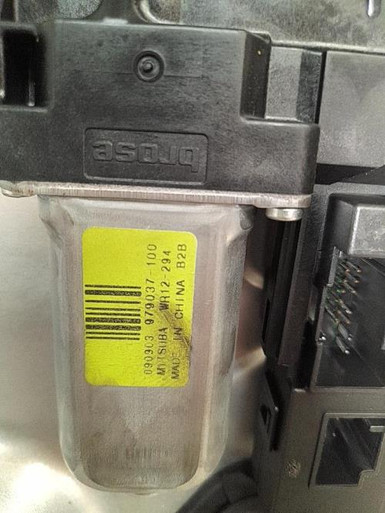 brose
090903 979037-100
MITSUBA WR12-294
MADE IN CHINA B2B